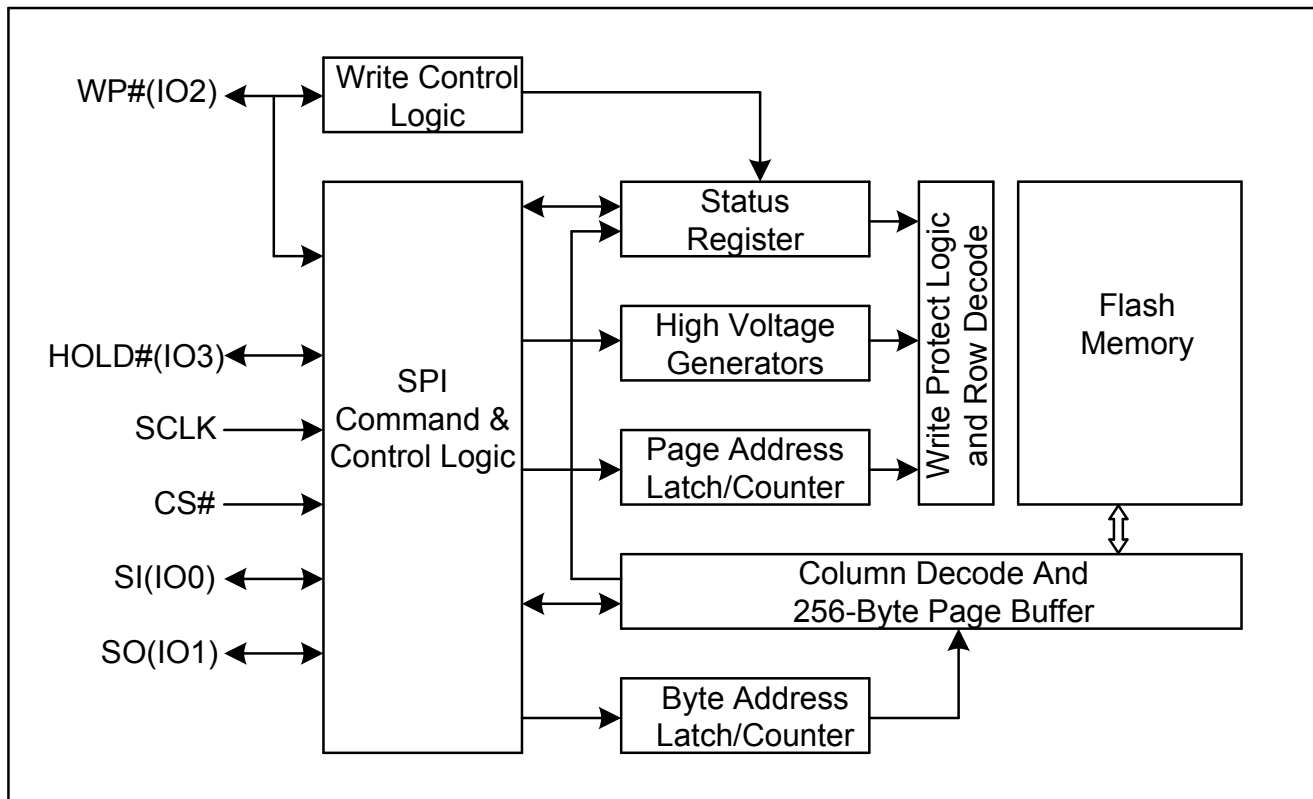 WP#(IO2)
Write Control
Logic
Status
Register
Write Protect Logic
and Row Decode
Flash
Memory
HOLD#(IO3)
High Voltage
Generators
SPI
Command &
Control Logic
SCLK
Page Address
Latch/Counter
CS#
SI(IO0)
Column Decode And
256-Byte Page Buffer
SO(IO1)
Byte Address
Latch/Counter